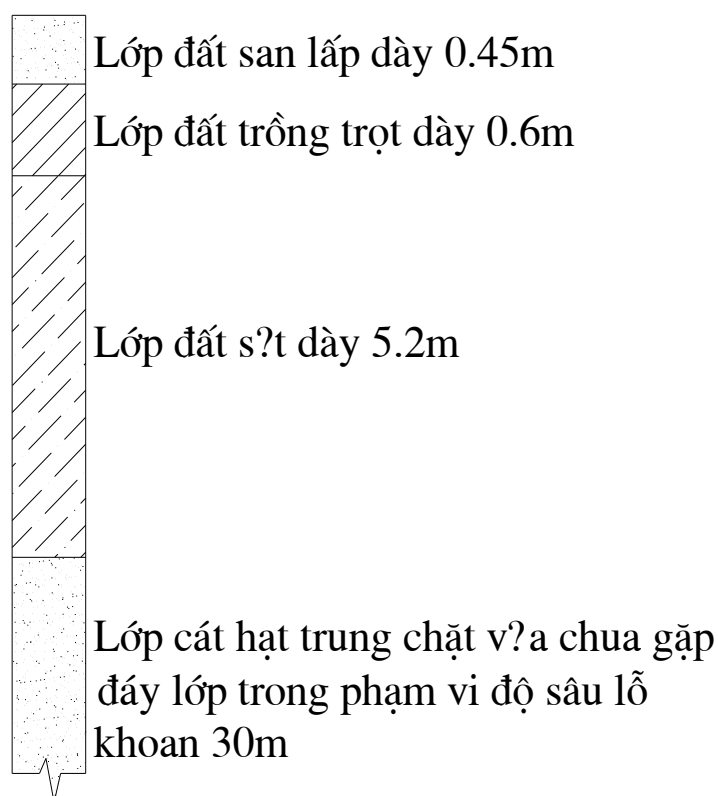 Lớp đất san lấp dày 0.45m
Lớp đất trồng trọt dày 0.6m
Lớp đất s?t dày 5.2m
Lớp cát hạt trung chặt v?a chua gặp
đáy lớp trong phạm vi độ sâu lỗ
khoan 30m